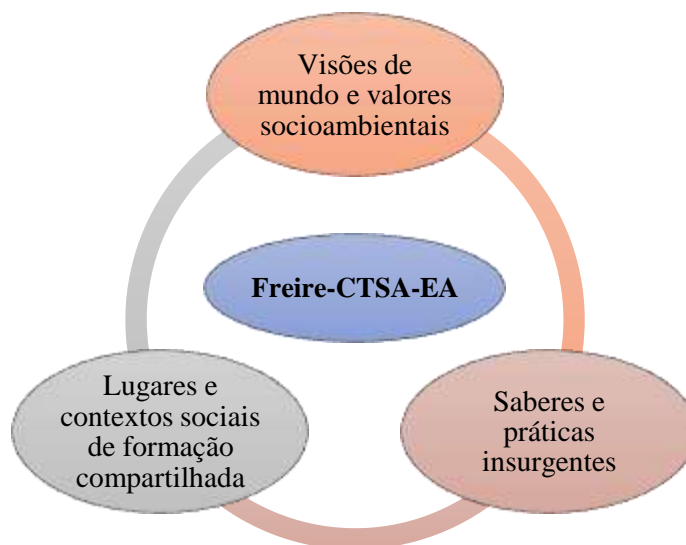 Visões de
mundo e valores
socioambientais
Freire-CTSA-EA
Lugares e
contextos sociais
de formação
compartilhada
Saberes e
práticas
insurgentes